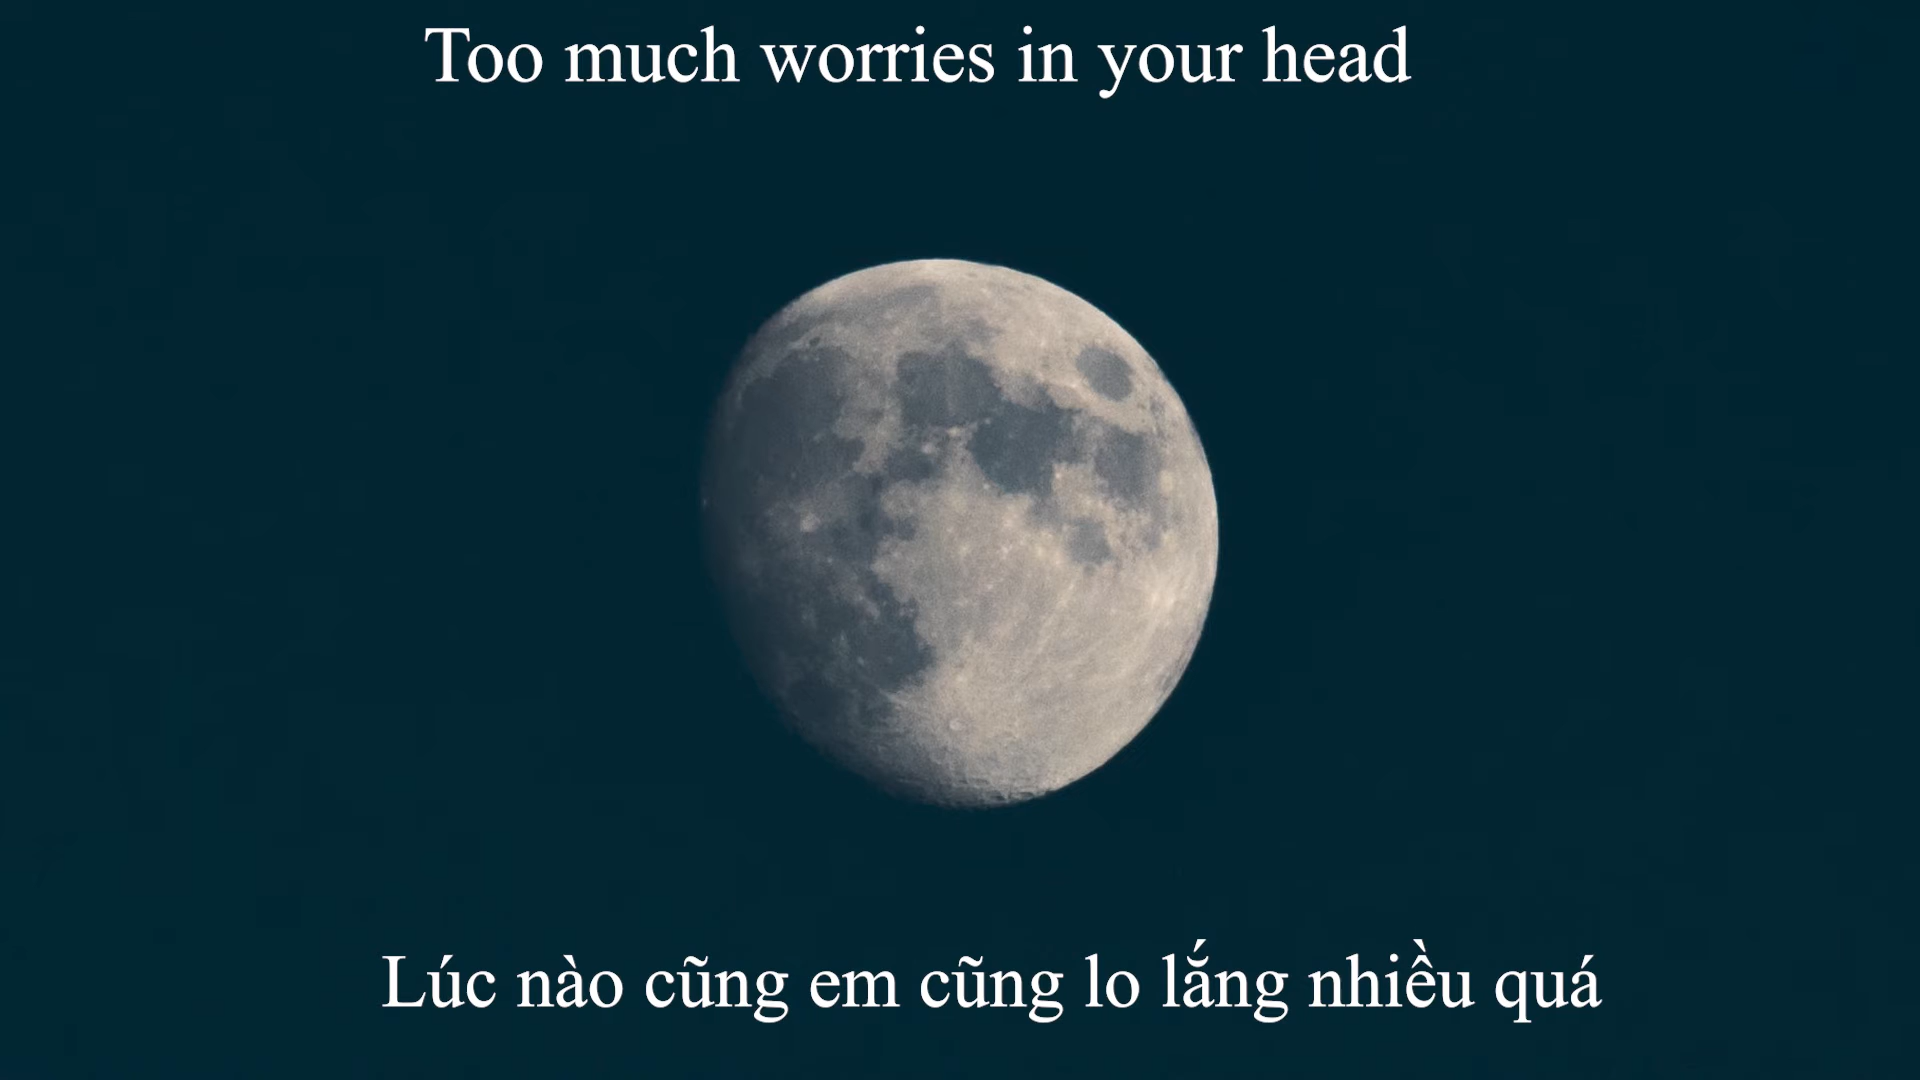 Too much worries in your head
Lúc nào cũng em cũng lo lắng nhiều quá